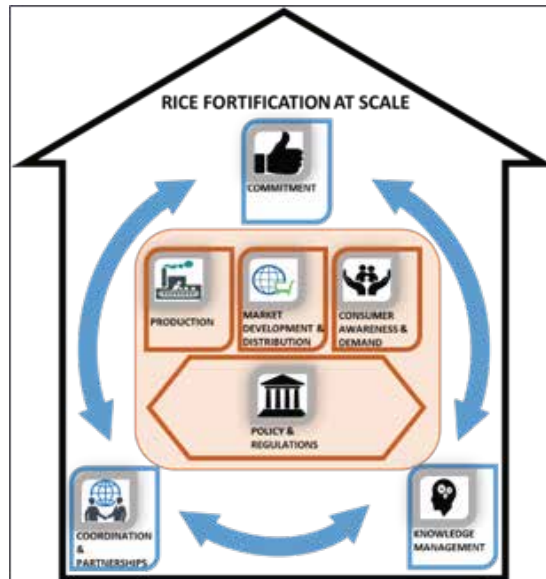 RICE FORTIFICATION AT SCALE
COMMITMENT
PRODUCTION
MARKET
DEVELOPMENT &
DISTRIBUTION
CONSUMER
AWARENESS &
DEMAND
POLICY &
REGULATIONS
COORDINATION
&
PARTNERSHIPS
KNOWLEDGE
MANAGEMENT